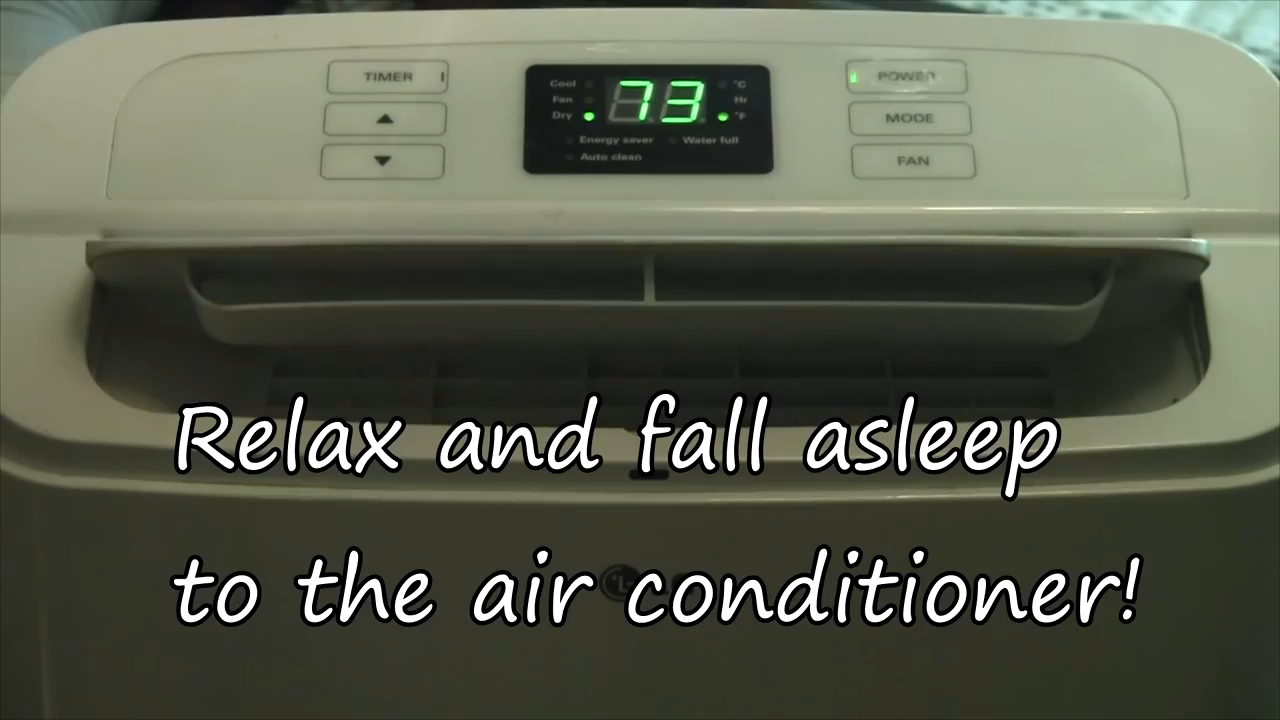 TIMER
Cool
Fan
Dry
73
°C
Hr
°F
Energy saver
Water full
Auto clean
POWER
MODE
FAN
Relax and fall asleep
to the air conditioner!
LG